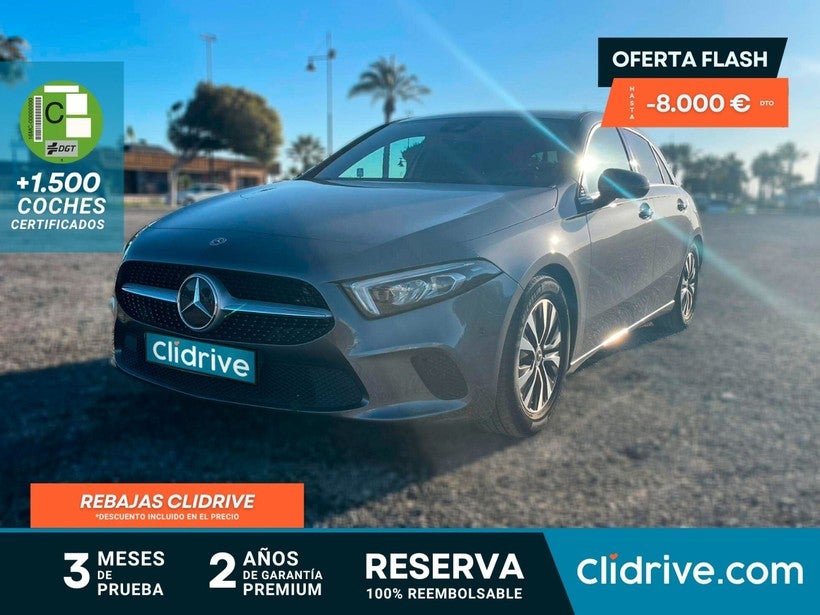 OFERTA FLASH
HASTA
-8.000 € DTO
C
DGT
+1.500
COCHES
CERTIFICADOS
Clidrive
REBAJAS CLIDRIVE
*DESCUENTO INCLUIDO EN EL PRECIO
3 MESES
DE
PRUEBA
2 AÑOS
DE GARANTÍA
PREMIUM
RESERVA
100% REEMBOLSABLE
Clidrive.com